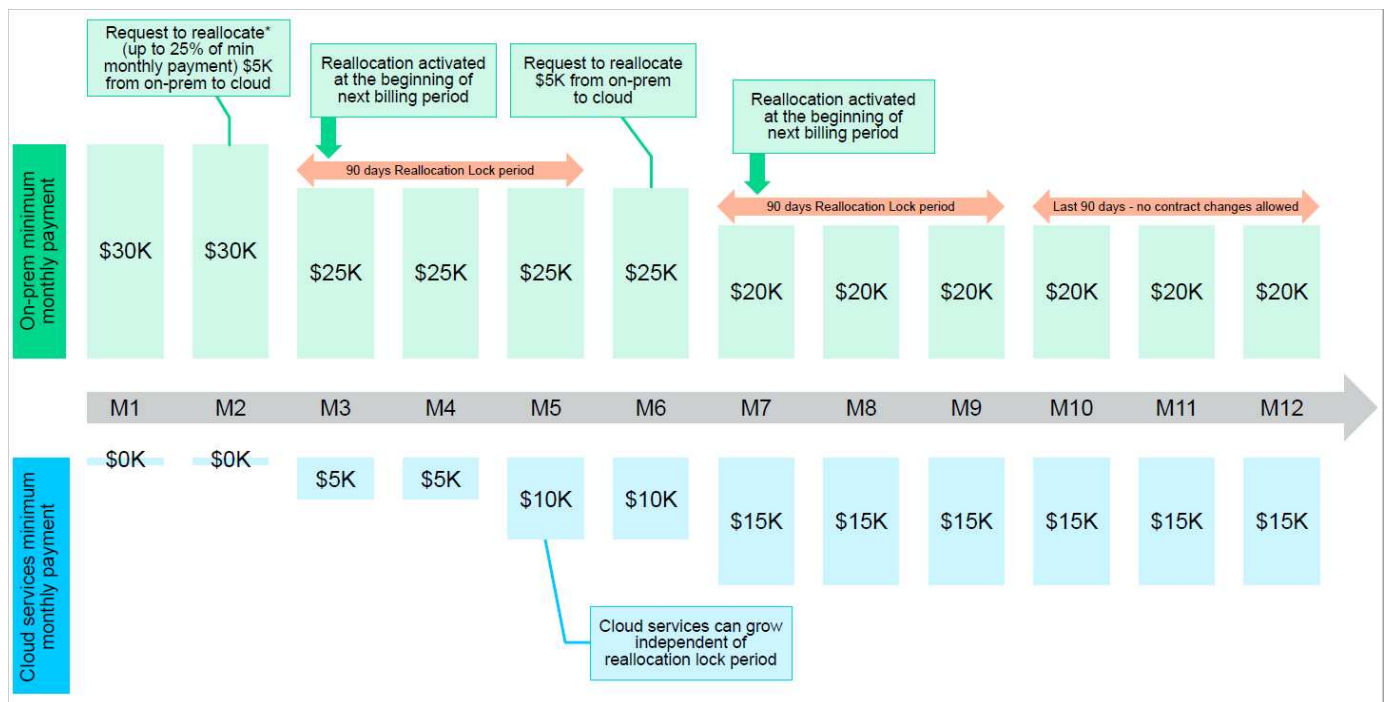 Request to reallocate*
(up to 25% of min
monthly payment) $5K
from on-prem to cloud
Reallocation activated
at the beginning of
next billing period
Request to reallocate
$5K from on-prem
to cloud
Reallocation activated
at the beginning of
next billing period
On-prem minimum
monthly payment
90 days Reallocation Lock period
90 days Reallocation Lock period
Last 90 days - no contract changes allowed
$30K
$30K
$25K
$25K
$25K
$25K
$20K
$20K
$20K
$20K
$20K
$20K
M1
M2
M3
M4
M5
M6
M7
M8
M9
M10
M11
M12
Cloud services minimum
monthly payment
$0K
$0K
$5K
$5K
$10K
$10K
$15K
$15K
$15K
$15K
$15K
$15K
Cloud services can grow
independent of
reallocation lock period